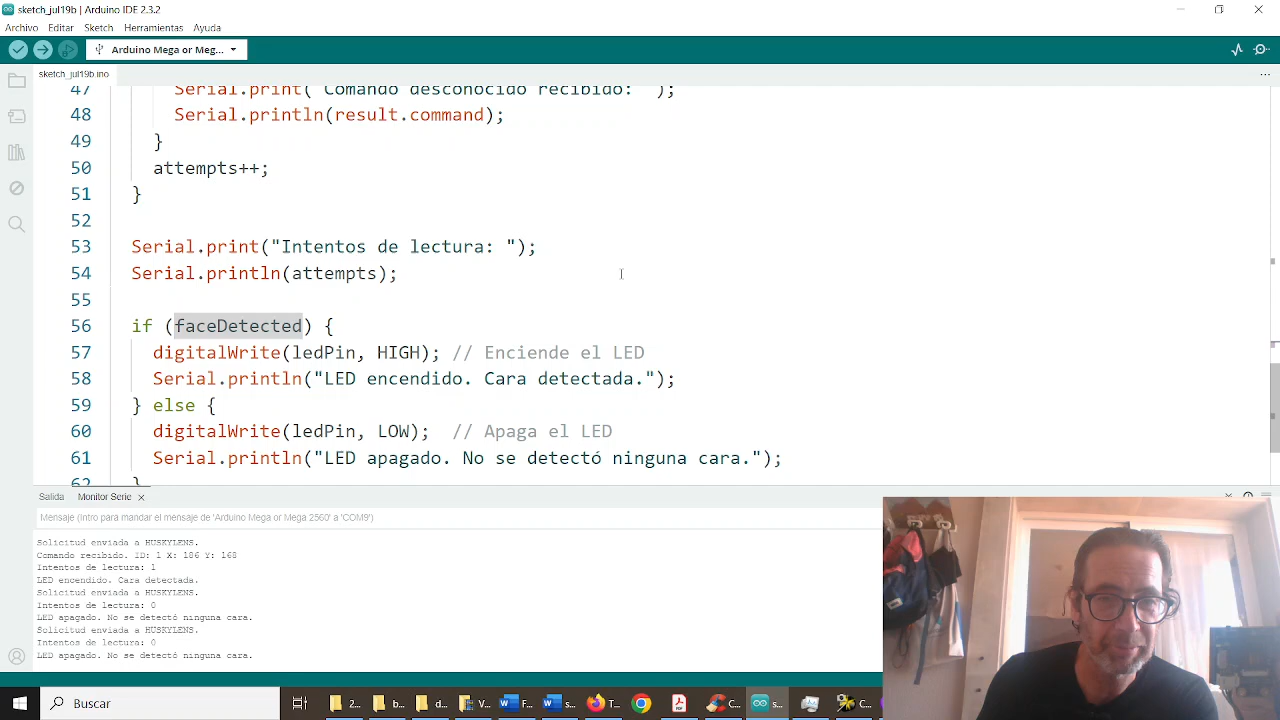 sketch_jul19b | Arduino IDE 2.3.2
Archivo Editar Sketch Herramientas Ayuda
Arduino Mega or Meg...
sketch_jul19b.ino
47 Serial.print("Comando desconocido recibido: ");
48 Serial.println(result.command);
49 }
50 attempts++;
51 }
52
53 Serial.print("Intentos de lectura: ");
54 Serial.println(attempts);
55
56 if (faceDetected) {
57 digitalWrite(ledPin, HIGH); // Enciende el LED
58 Serial.println("LED encendido. Cara detectada.");
59 } else {
60 digitalWrite(ledPin, LOW); // Apaga el LED
61 Serial.println("LED apagado. No se detectó ninguna cara.");
62 }
Salida Monitor Serie
Mensaje (Intro para mandar el mensaje de 'Arduino Mega or Mega 2560' a 'COM9')
Solicitud enviada a HUSKYLENS.
Comando recibido. ID: 1 X: 186 Y: 168
Intentos de lectura: 1
LED encendido. Cara detectada.
Solicitud enviada a HUSKYLENS.
Intentos de lectura: 0
LED apagado. No se detectó ninguna cara.
Solicitud enviada a HUSKYLENS.
Intentos de lectura: 0
LED apagado. No se detectó ninguna cara.
Buscar 2... b... d... V... F... s... T... C... s... C...